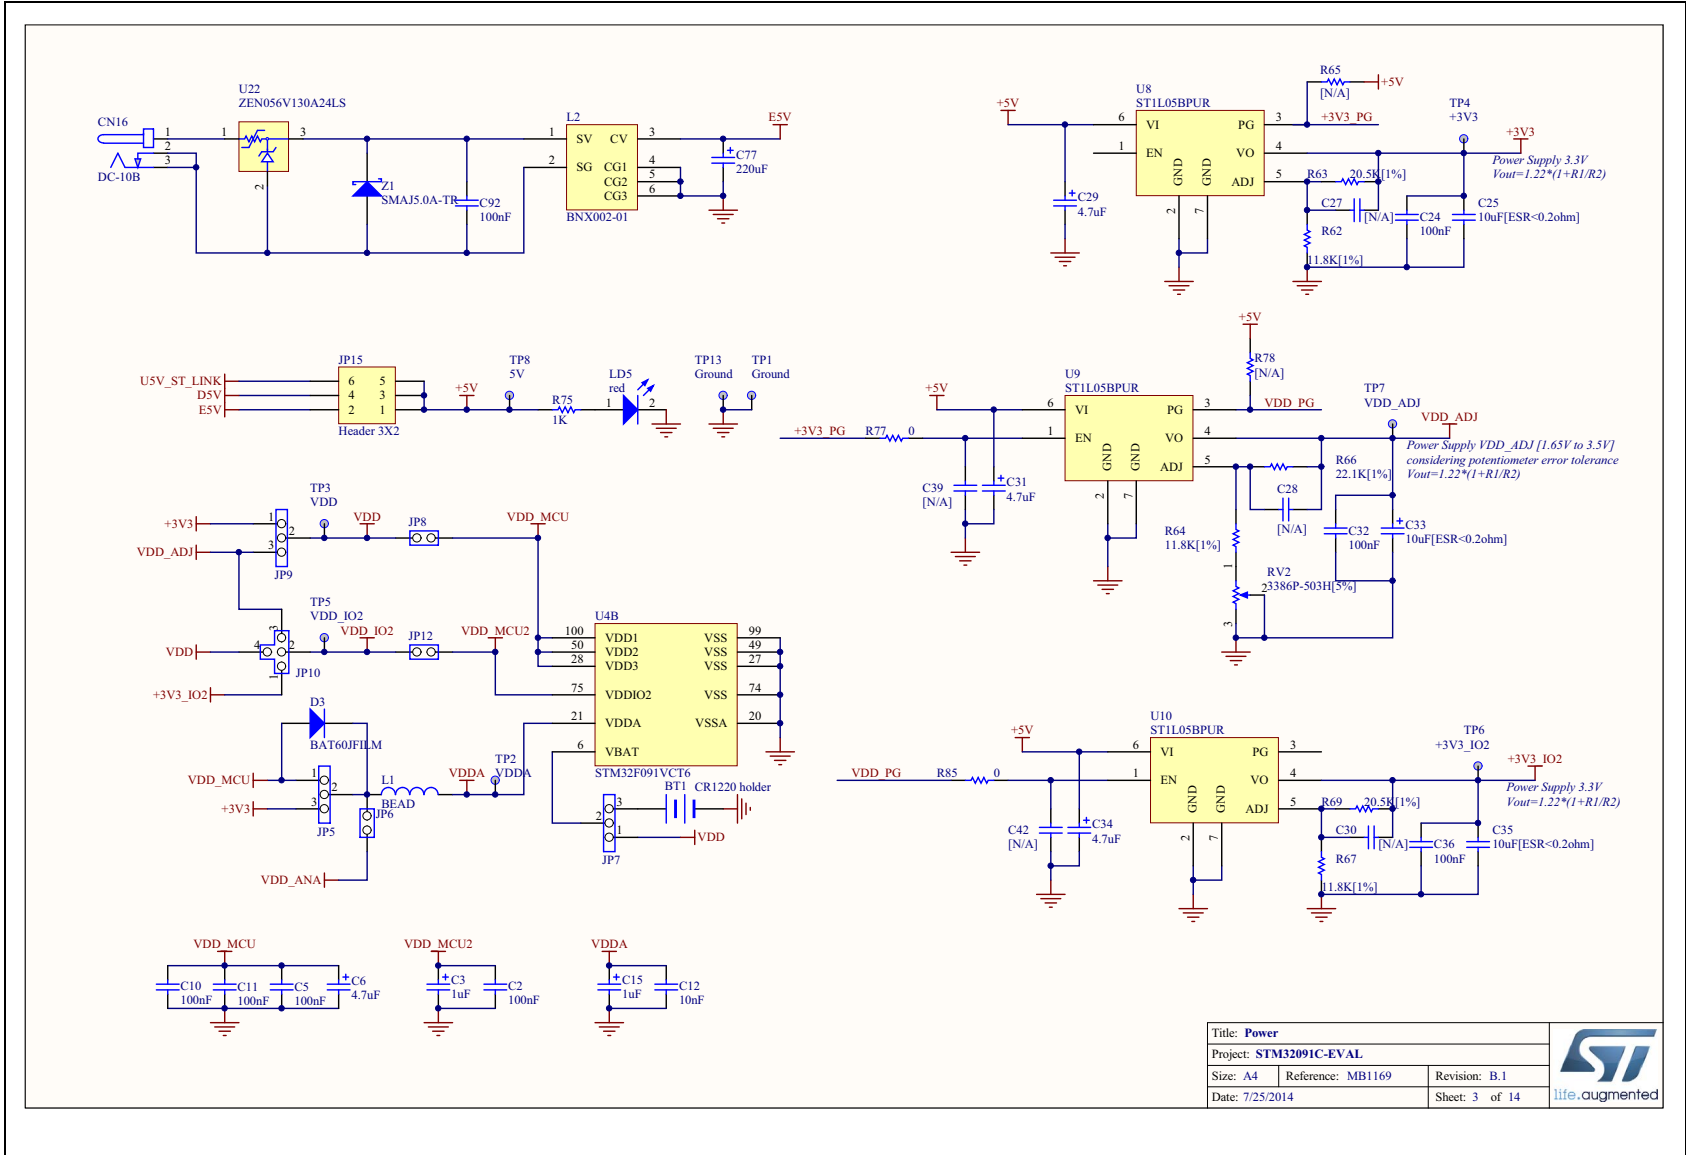 CN16
DC-10B
1
2
3
U22
ZEN056V130A24LS
1
3
2
Z1
SMAJ5.0A-TR
C92
100nF
L2
1
SV
CV
3
2
SG
CG1
4
CG2
5
CG3
6
BNX002-01
E5V
+
C77
220uF
+5V
+
C29
4.7uF
U8
ST1L05BPUR
6
VI
PG
3
1
EN
VO
4
ADJ
5
GND
GND
2
7
R65
[N/A]
+5V
+3V3_PG
TP4
+3V3
+3V3
Power Supply 3.3V
Vout=1.22*(1+R1/R2)
R63
20.5K[1%]
C27
[N/A]
R62
11.8K[1%]
C24
100nF
C25
10uF[ESR<0.2ohm]
U5V_ST_LINK
D5V
E5V
JP15
6
5
4
3
2
1
Header 3X2
+5V
TP8
5V
R75
1K
LD5
red
1
2
TP13
Ground
TP1
Ground
+3V3_PG
R77
0
+5V
C39
[N/A]
+
C31
4.7uF
U9
ST1L05BPUR
6
VI
PG
3
1
EN
VO
4
ADJ
5
GND
GND
2
7
+5V
R78
[N/A]
VDD_PG
TP7
VDD_ADJ
VDD_ADJ
Power Supply VDD_ADJ [1.65V to 3.5V]
considering potentiometer error tolerance
Vout=1.22*(1+R1/R2)
R66
22.1K[1%]
C28
[N/A]
R64
11.8K[1%]
C32
100nF
+
C33
10uF[ESR<0.2ohm]
RV2
3386P-503H[5%]
1
2
3
+3V3
VDD_ADJ
1
2
3
JP9
TP3
VDD
VDD
JP8
VDD_MCU
VDD
+3V3_IO2
3
4
2
1
JP10
TP5
VDD_IO2
VDD_IO2
JP12
VDD_MCU2
U4B
100
VDD1
VSS
99
50
VDD2
VSS
49
28
VDD3
VSS
27
75
VDDIO2
VSS
74
21
VDDA
VSSA
20
6
VBAT
STM32F091VCT6
D3
BAT60JFILM
VDD_MCU
+3V3
1
2
3
JP5
L1
BEAD
JP6
VDD_ANA
VDDA
TP2
VDDA
BT1
CR1220 holder
3
2
1
JP7
VDD
VDD_PG
R85
0
+5V
C42
[N/A]
+
C34
4.7uF
U10
ST1L05BPUR
6
VI
PG
3
1
EN
VO
4
ADJ
5
GND
GND
2
7
TP6
+3V3_IO2
+3V3_IO2
Power Supply 3.3V
Vout=1.22*(1+R1/R2)
R69
20.5K[1%]
C30
[N/A]
R67
11.8K[1%]
C36
100nF
C35
10uF[ESR<0.2ohm]
VDD_MCU
C10
100nF
C11
100nF
C5
100nF
+
C6
4.7uF
VDD_MCU2
+
C3
1uF
C2
100nF
VDDA
+
C15
1uF
C12
10nF
Title: Power
Project: STM32091C-EVAL
Size: A4 Reference: MB1169 Revision: B.1
Date: 7/25/2014 Sheet: 3 of 14
ST
life.augmented